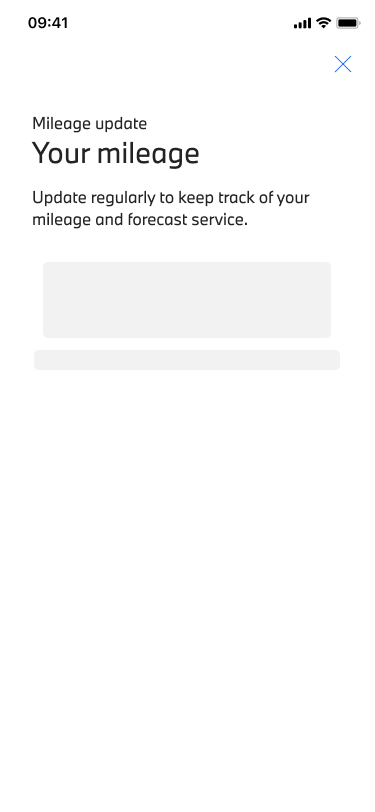 09:41
Mileage update
Your mileage
Update regularly to keep track of your
mileage and forecast service.